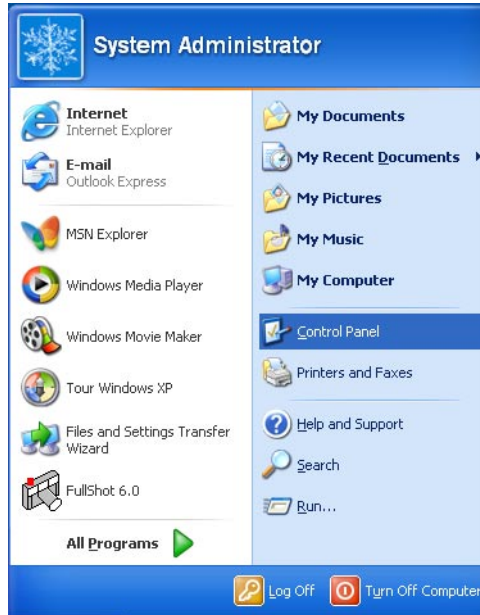 System Administrator
Internet
Internet Explorer
E-mail
Outlook Express
MSN Explorer
Windows Media Player
Windows Movie Maker
Tour Windows XP
Files and Settings Transfer
Wizard
FullShot 6.0
All Programs
My Documents
My Recent Documents
My Pictures
My Music
My Computer
Control Panel
Printers and Faxes
Help and Support
Search
Run...
Log Off
Turn Off Computer